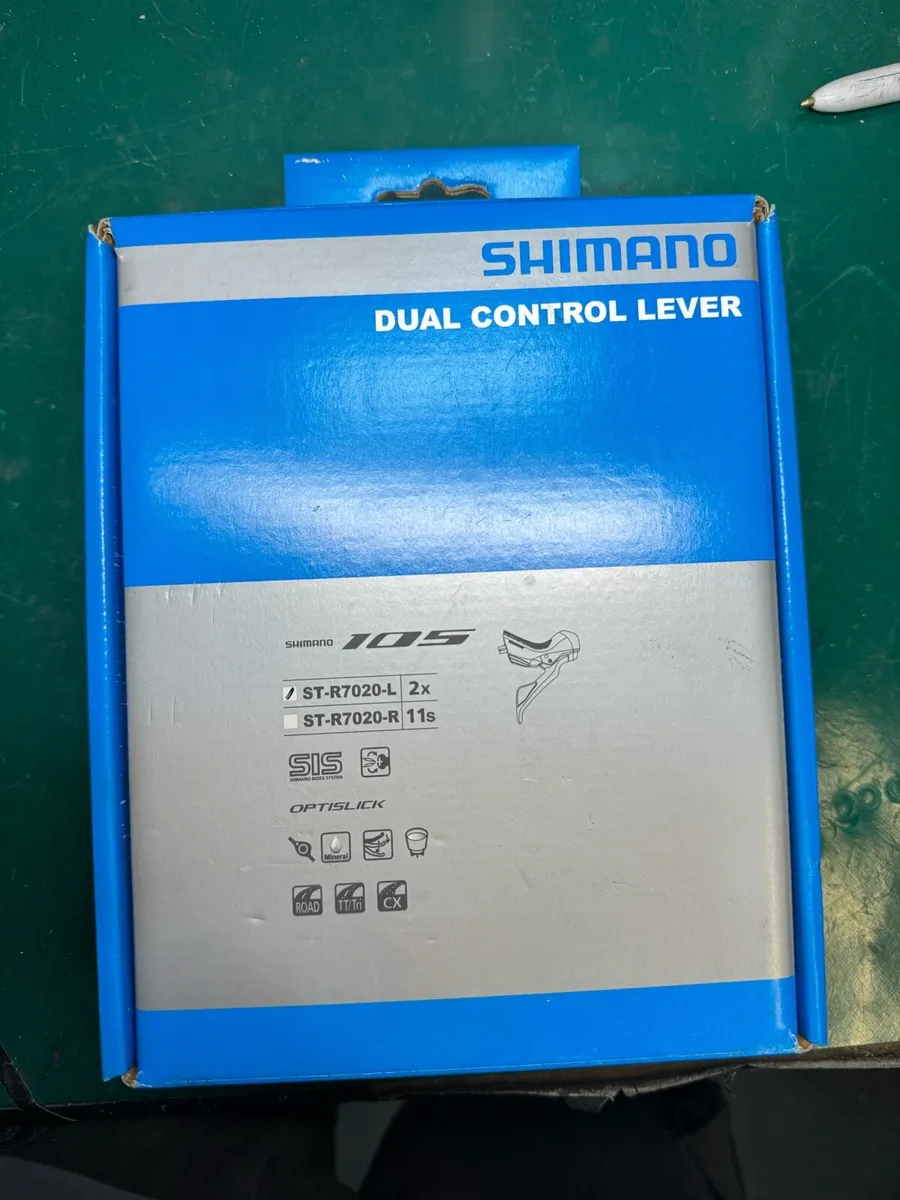 SHIMANO
DUAL CONTROL LEVER
SHIMANO 105
ST-R7020-L 2x
ST-R7020-R 11s
SIS
SHIMANO INDEX SYSTEM
OPTISLICK
Mineral
ROAD TT/Tri CX